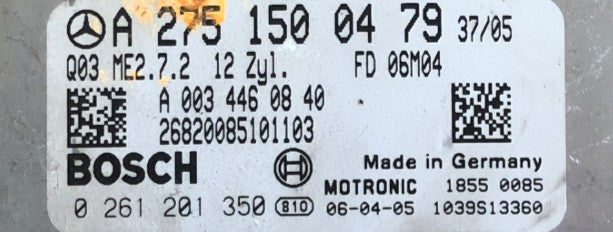 A 275 150 04 79 37/05
Q03 ME2.7.2 12 Zyl. FD 06M04
A 003 446 08 40
26820085101103
BOSCH Made in Germany
MOTRONIC 1855 0085
0 261 201 350 810 06-04-05 1039S13360